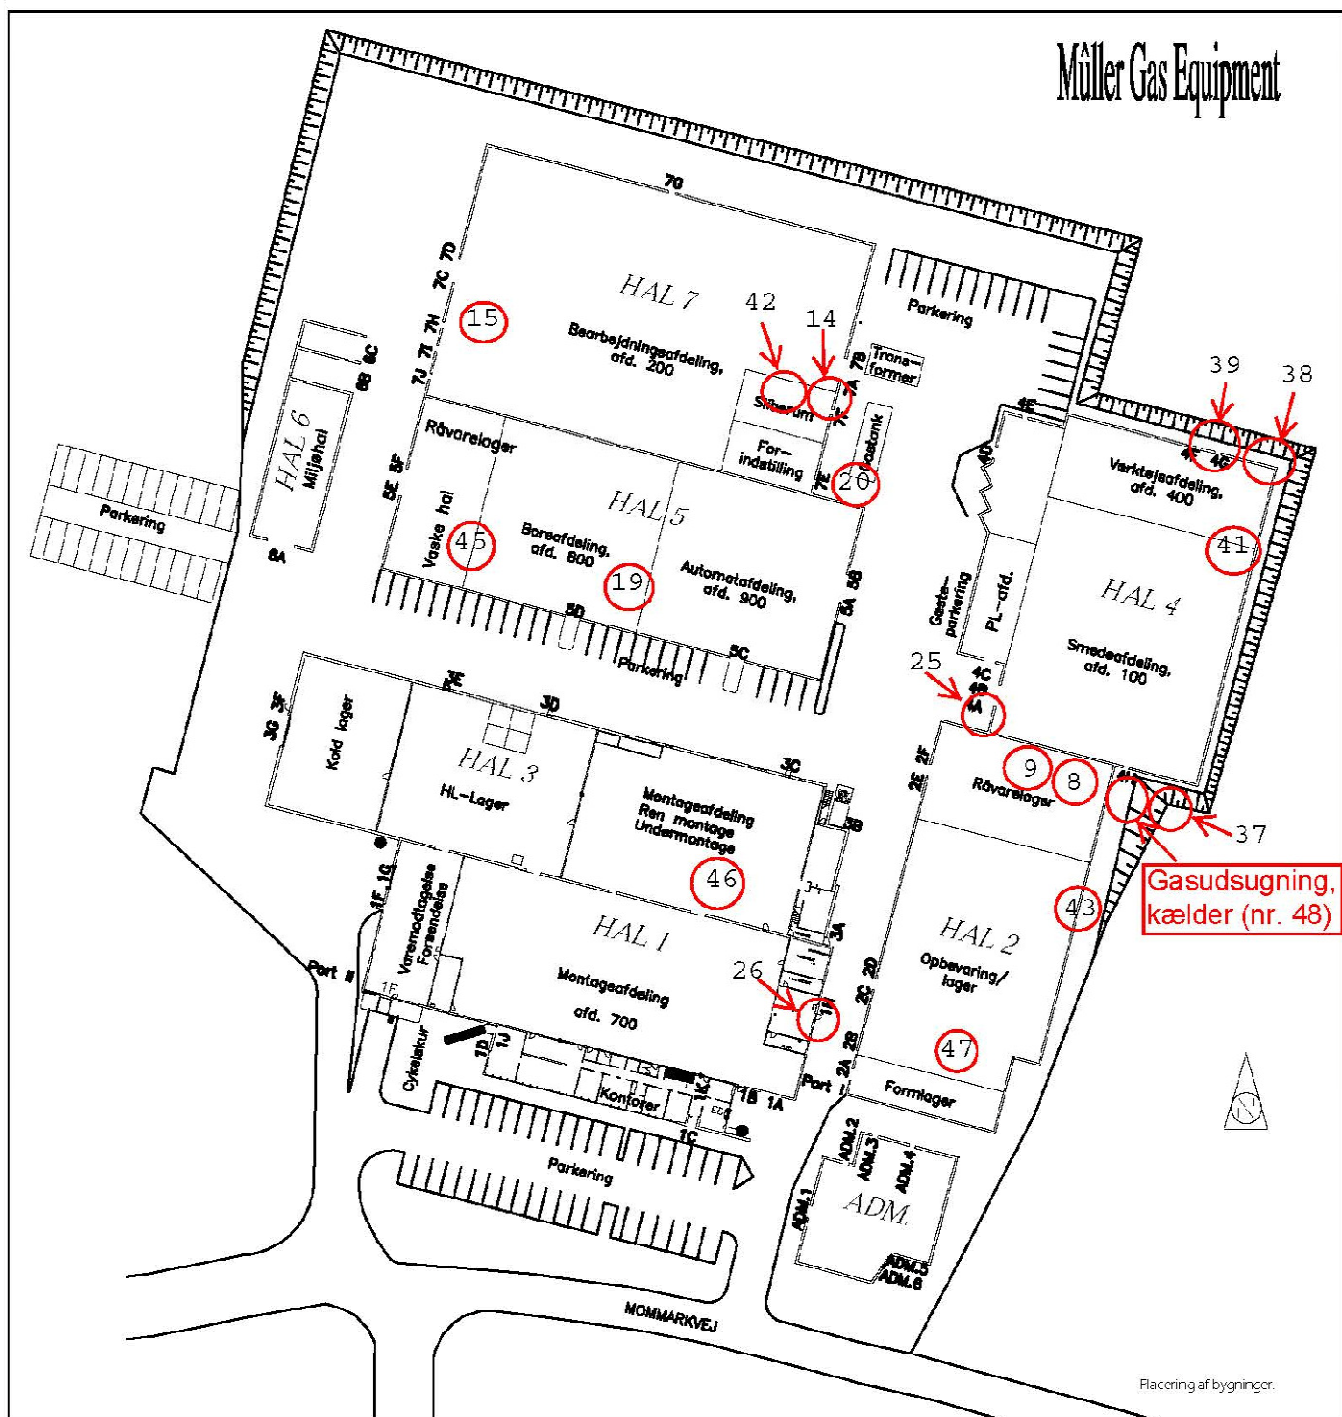 Müller Gas Equipment
7G
HAL 7
42
14
Parkering
7D
7C
7H
7I
7J
15
Bearbejdningsafdeling,
afd. 200
7B
7A
7F
Trans-
former
39
38
6C
6B
HAL 6
Miljøhal
6A
Parkering
Råvarelager
For-
indstilling
7E
20
4E
4D
4F
4G
Værktøjsafdeling,
afd. 400
5F
5E
HAL 5
Vaske hal
45
Boreafdeling,
afd. 800
19
Automatafdeling,
afd. 900
5B
5A
5D
5C
Parkering
Gæste-
parkering
PL-afd.
41
HAL 4
Smedeafdeling,
afd. 100
25
4C
4B
4A
3F
3G
Kold lager
3D
3C
3B
3A
HAL 3
HL-Lager
Montageafdeling
Ren montage
Undermontage
46
2F
2E
9
8
Råvarelager
37
Gasudsugning,
kælder (nr. 48)
43
1G
1F
Varemodtagelse
Forsendelse
HAL 1
Montageafdeling
afd. 700
26
HAL 2
Opbevaring/
lager
2D
2C
2B
2A
47
Port
Port
Formlager
Cykelskur
1D
1J
Kontorer
1K
1B
1A
1C
Parkering
ADM.2
ADM.3
ADM.4
ADM.1
ADM.
ADM.5
ADM.6
N
MOMMARKVEJ
Placering af bygninger.